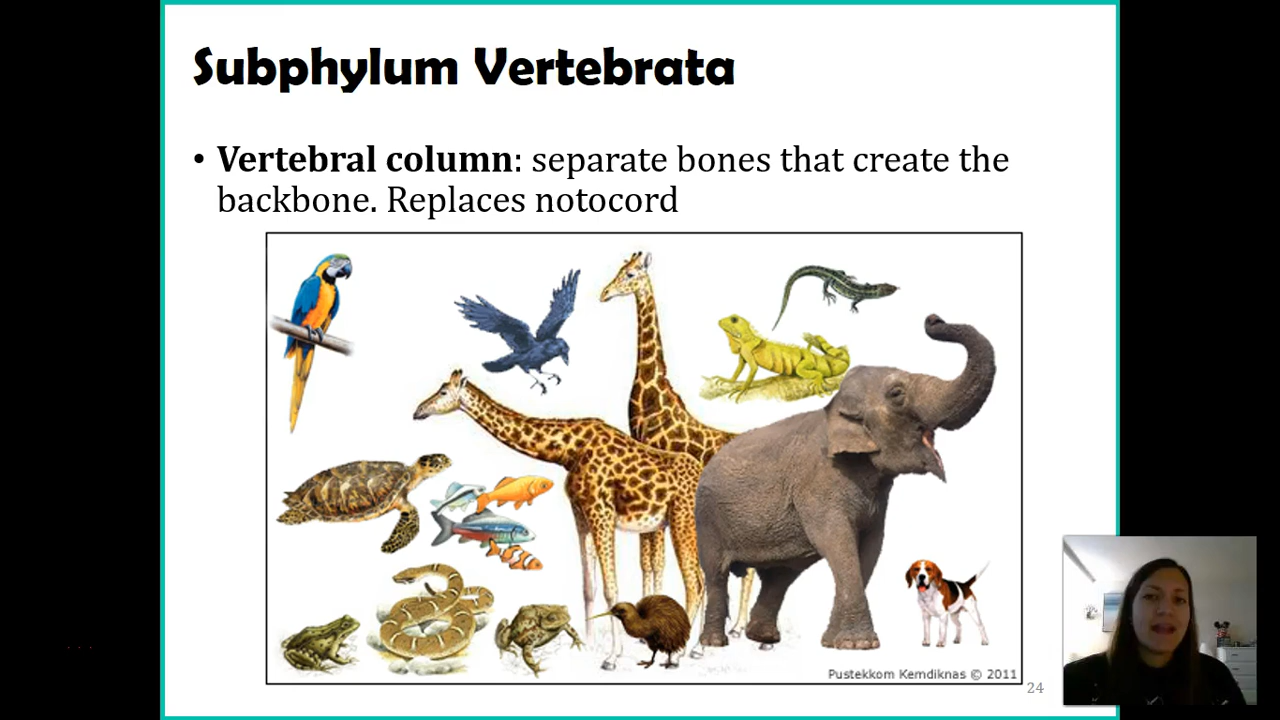 Subphylum Vertebrata
• Vertebral column: separate bones that create the
backbone. Replaces notocord
Pustekkom Kemdiknas © 2011
24